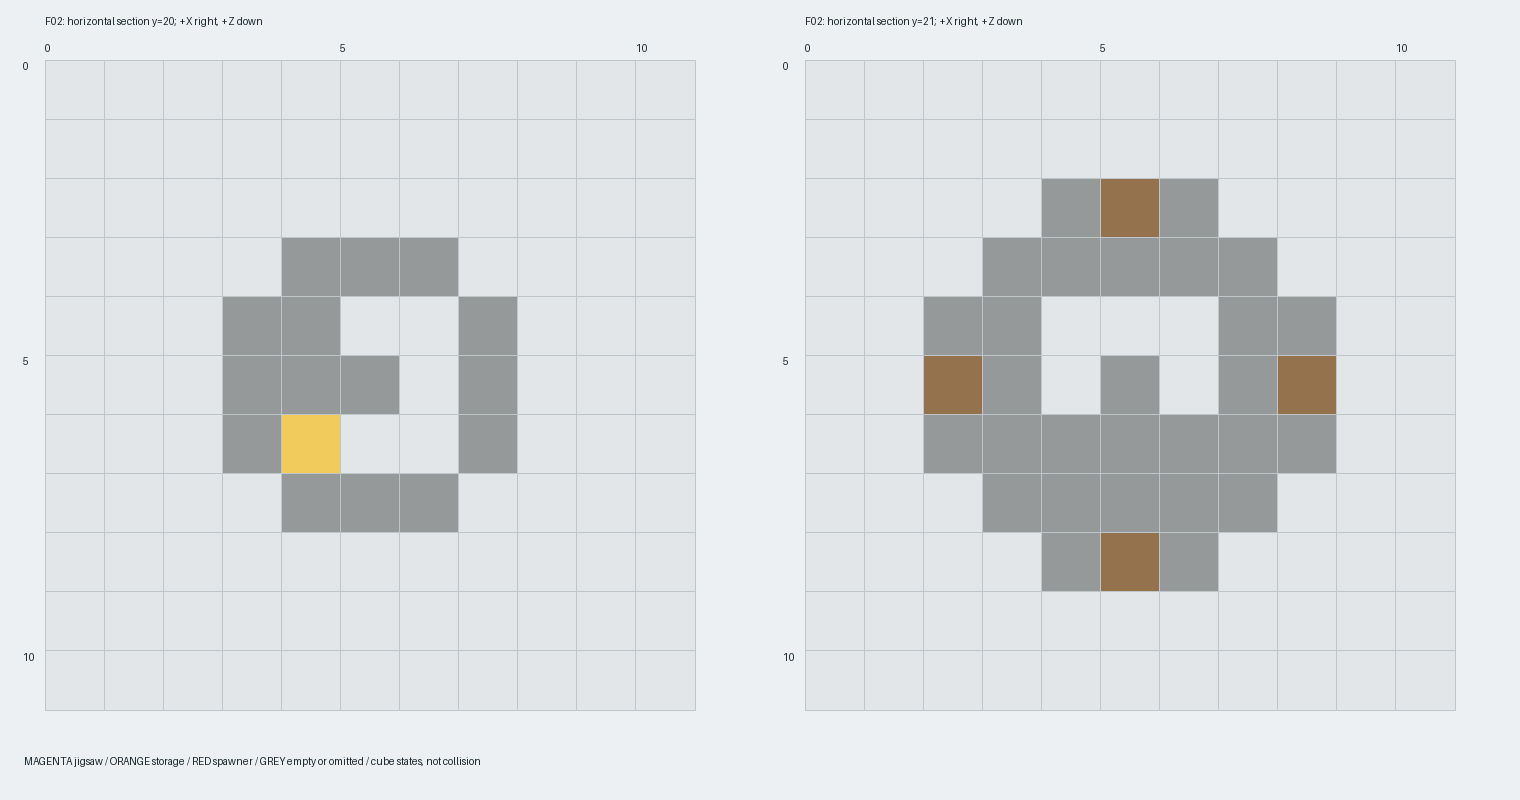 F02: horizontal section y=20; +X right, +Z down
F02: horizontal section y=21; +X right, +Z down
0 5 10
0 5 10
0
0
5
5
10
10
MAGENTA jigsaw / ORANGE storage / RED spawner / GREY empty or omitted / cube states, not collision